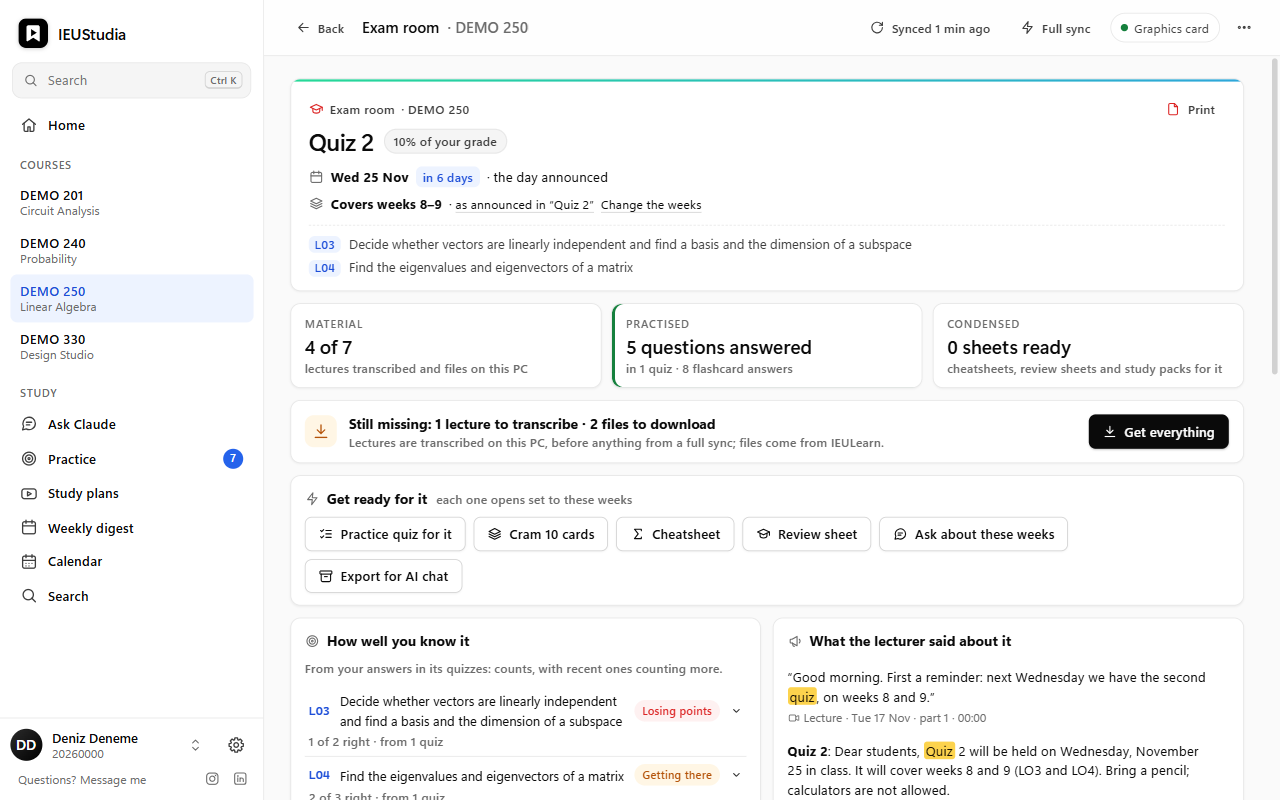 IEUStudia
Search Ctrl K
Home
COURSES
DEMO 201
Circuit Analysis
DEMO 240
Probability
DEMO 250
Linear Algebra
DEMO 330
Design Studio
STUDY
Ask Claude
Practice 7
Study plans
Weekly digest
Calendar
Search
DD Deniz Deneme
20260000
Questions? Message me
Back Exam room · DEMO 250 Synced 1 min ago Full sync Graphics card
Exam room · DEMO 250 Print
Quiz 2 10% of your grade
Wed 25 Nov in 6 days · the day announced
Covers weeks 8–9 · as announced in “Quiz 2” Change the weeks
LO3 Decide whether vectors are linearly independent and find a basis and the dimension of a subspace
LO4 Find the eigenvalues and eigenvectors of a matrix
MATERIAL
4 of 7
lectures transcribed and files on this PC
PRACTISED
5 questions answered
in 1 quiz · 8 flashcard answers
CONDENSED
0 sheets ready
cheatsheets, review sheets and study packs for it
Still missing: 1 lecture to transcribe · 2 files to download
Lectures are transcribed on this PC, before anything from a full sync; files come from IEULearn.
Get everything
Get ready for it each one opens set to these weeks
Practice quiz for it Cram 10 cards Cheatsheet Review sheet Ask about these weeks
Export for AI chat
How well you know it
From your answers in its quizzes: counts, with recent ones counting more.
LO3 Decide whether vectors are linearly independent
and find a basis and the dimension of a subspace
Losing points
1 of 2 right · from 1 quiz
LO4 Find the eigenvalues and eigenvectors of a matrix Getting there
2 of 3 right · from 1 quiz
What the lecturer said about it
“Good morning. First a reminder: next Wednesday we have the second
quiz, on weeks 8 and 9.”
Lecture · Tue 17 Nov · part 1 · 00:00
Quiz 2: Dear students, Quiz 2 will be held on Wednesday, November
25 in class. It will cover weeks 8 and 9 (LO3 and LO4). Bring a pencil;
calculators are not allowed.